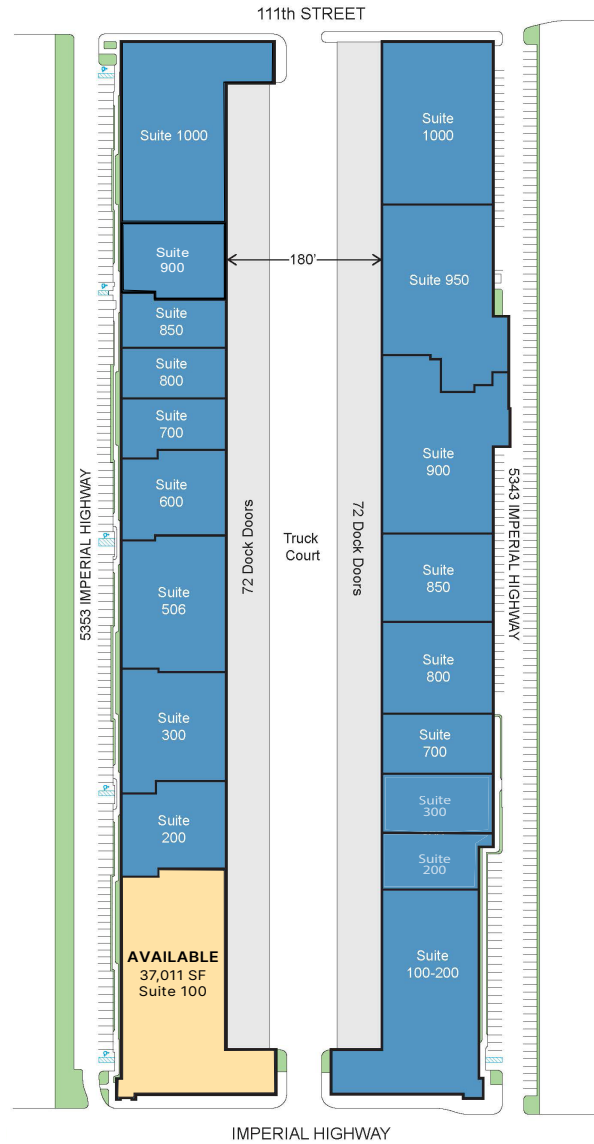 111th STREET
Suite 1000
Suite
900
Suite
850
Suite
800
Suite
700
Suite
600
Suite
506
Suite
300
Suite
200
AVAILABLE
37,011 SF
Suite 100
5353 IMPERIAL HIGHWAY
72 Dock Doors
180'
Truck
Court
72 Dock Doors
Suite
1000
Suite 950
Suite
900
Suite
850
Suite
800
Suite
700
Suite
300
Suite
200
Suite
100-200
5343 IMPERIAL HIGHWAY
IMPERIAL HIGHWAY